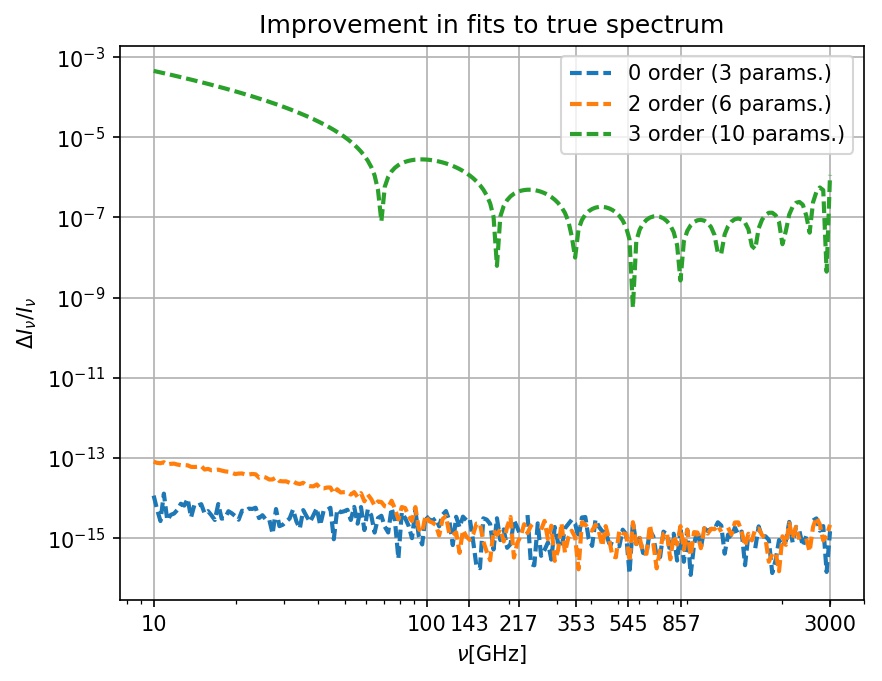 Improvement in fits to true spectrum
0 order (3 params.)
2 order (6 params.)
3 order (10 params.)
10⁻³
10⁻⁵
10⁻⁷
10⁻⁹
10⁻¹¹
10⁻¹³
10⁻¹⁵
ΔIᵥ/Iᵥ
10 100 143 217 353 545 857 3000
ν[GHz]